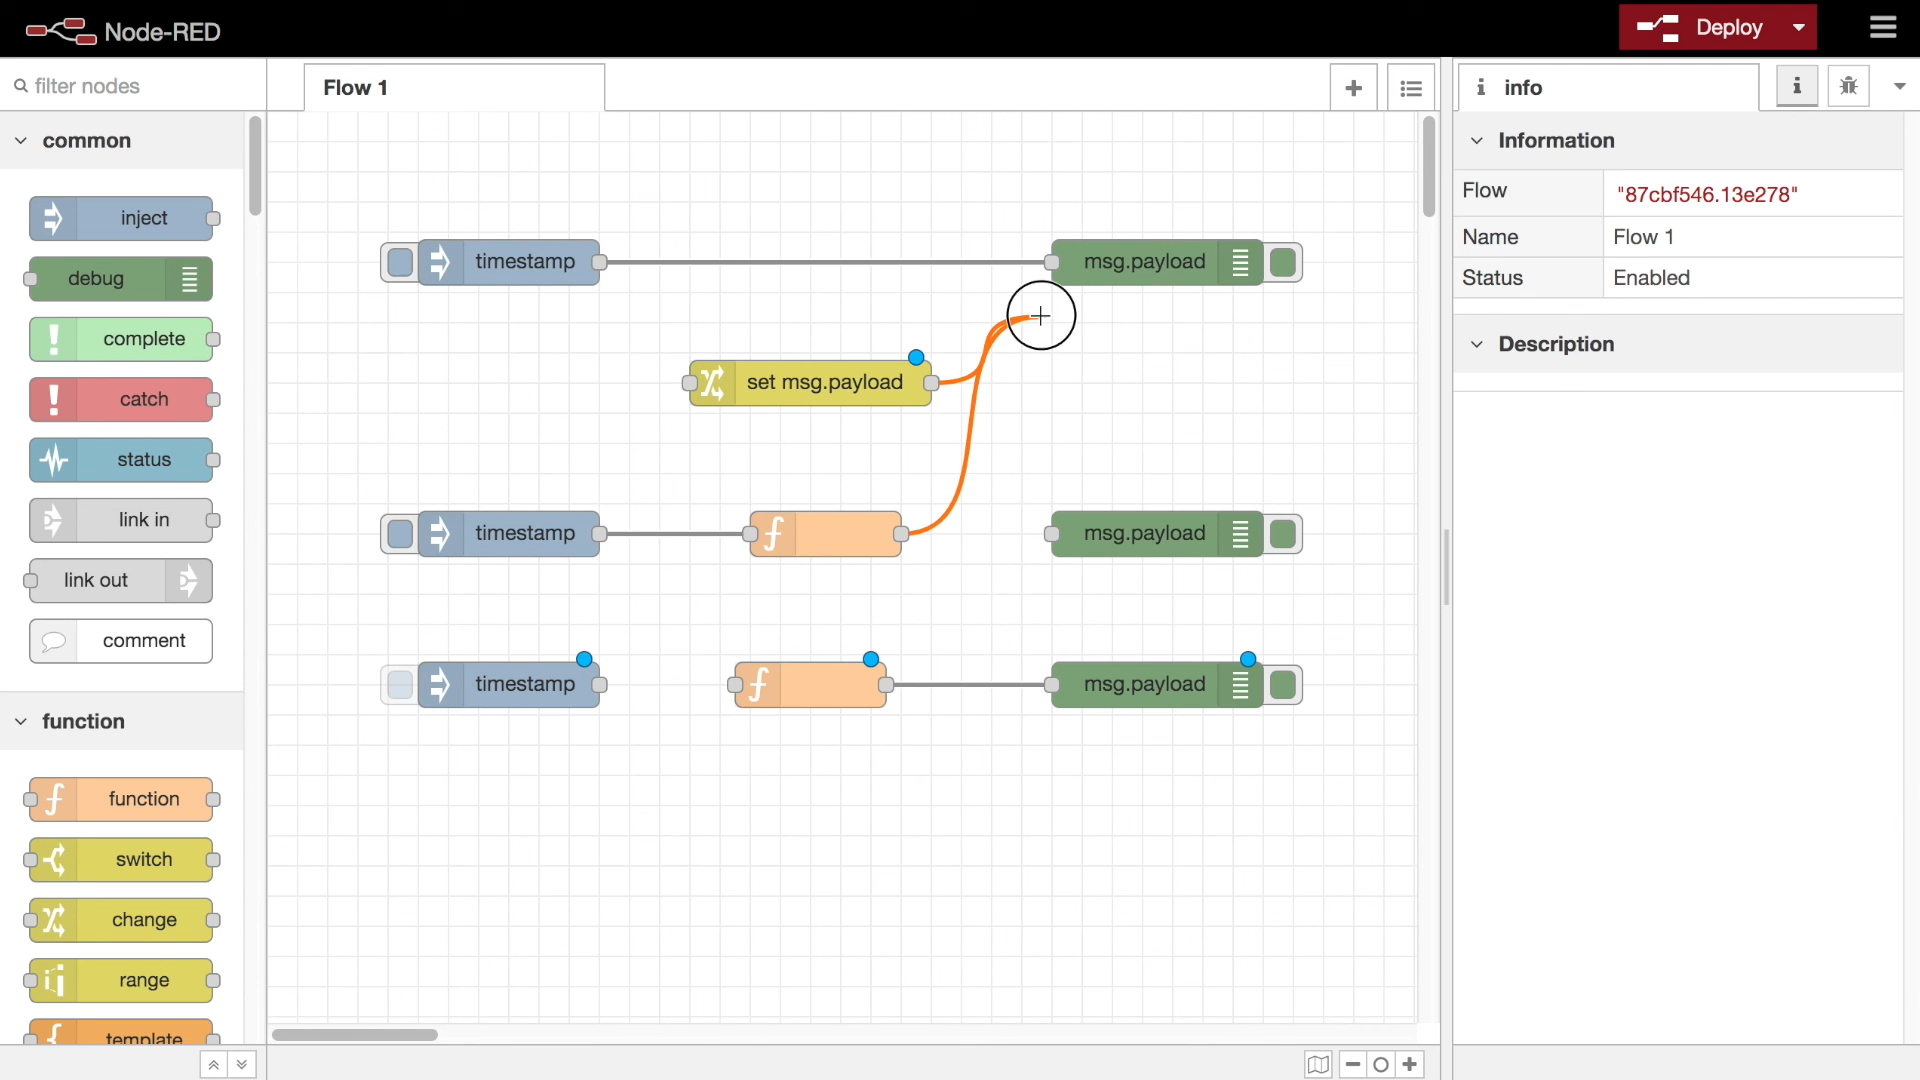 Node-RED
Deploy
filter nodes
Flow 1
i info
i
common
Information
inject
Flow "87cbf546.13e278"
Name Flow 1
timestamp
msg.payload
debug
Status Enabled
complete
Description
set msg.payload
catch
status
link in
timestamp
f
msg.payload
link out
comment
timestamp
f
msg.payload
function
f function
switch
change
range
template